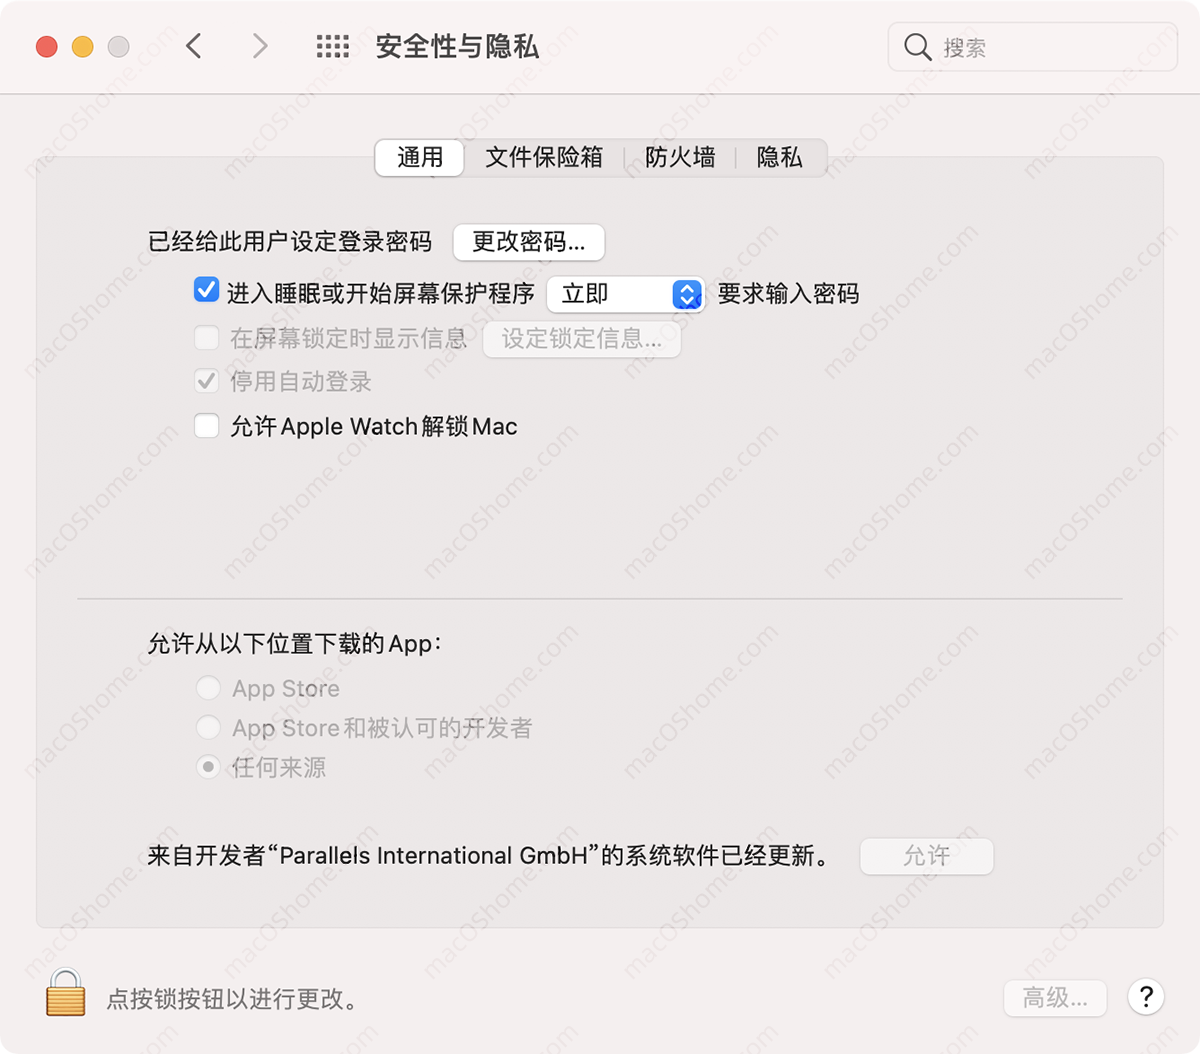 安全性与隐私
搜索
通用 文件保险箱 防火墙 隐私
已经给此用户设定登录密码 更改密码...
进入睡眠或开始屏幕保护程序 立即 要求输入密码
在屏幕锁定时显示信息 设定锁定信息...
停用自动登录
允许Apple Watch解锁Mac
允许从以下位置下载的App：
App Store
App Store和被认可的开发者
任何来源
来自开发者“Parallels International GmbH”的系统软件已经更新。 允许
点按锁按钮以进行更改。 高级... ?
macOShome.com